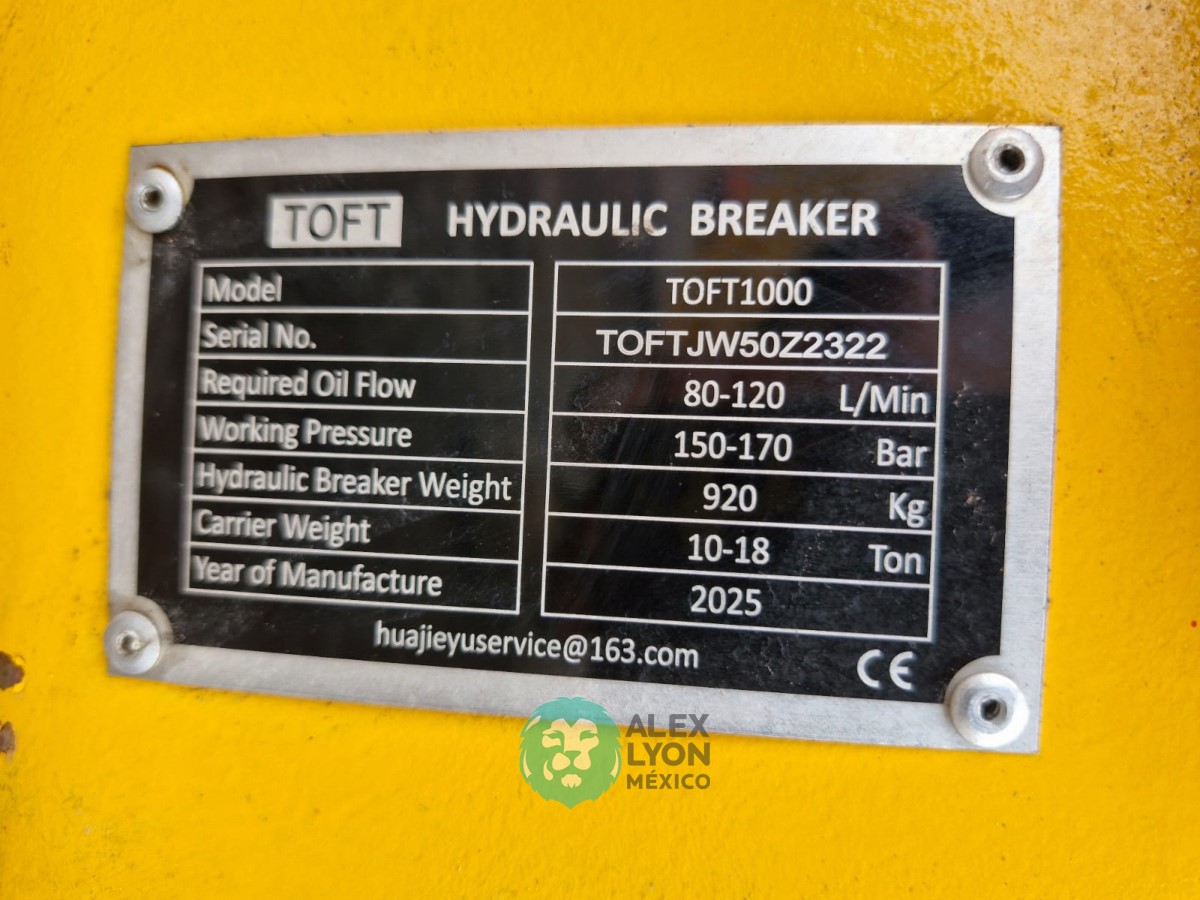 TOFT HYDRAULIC BREAKER
Model TOFT1000
Serial No. TOFTJW50Z2322
Required Oil Flow 80-120 L/Min
Working Pressure 150-170 Bar
Hydraulic Breaker Weight 920 Kg
Carrier Weight 10-18 Ton
Year of Manufacture 2025
huajieyuservice@163.com
CE
ALEX
LYON
MÉXICO